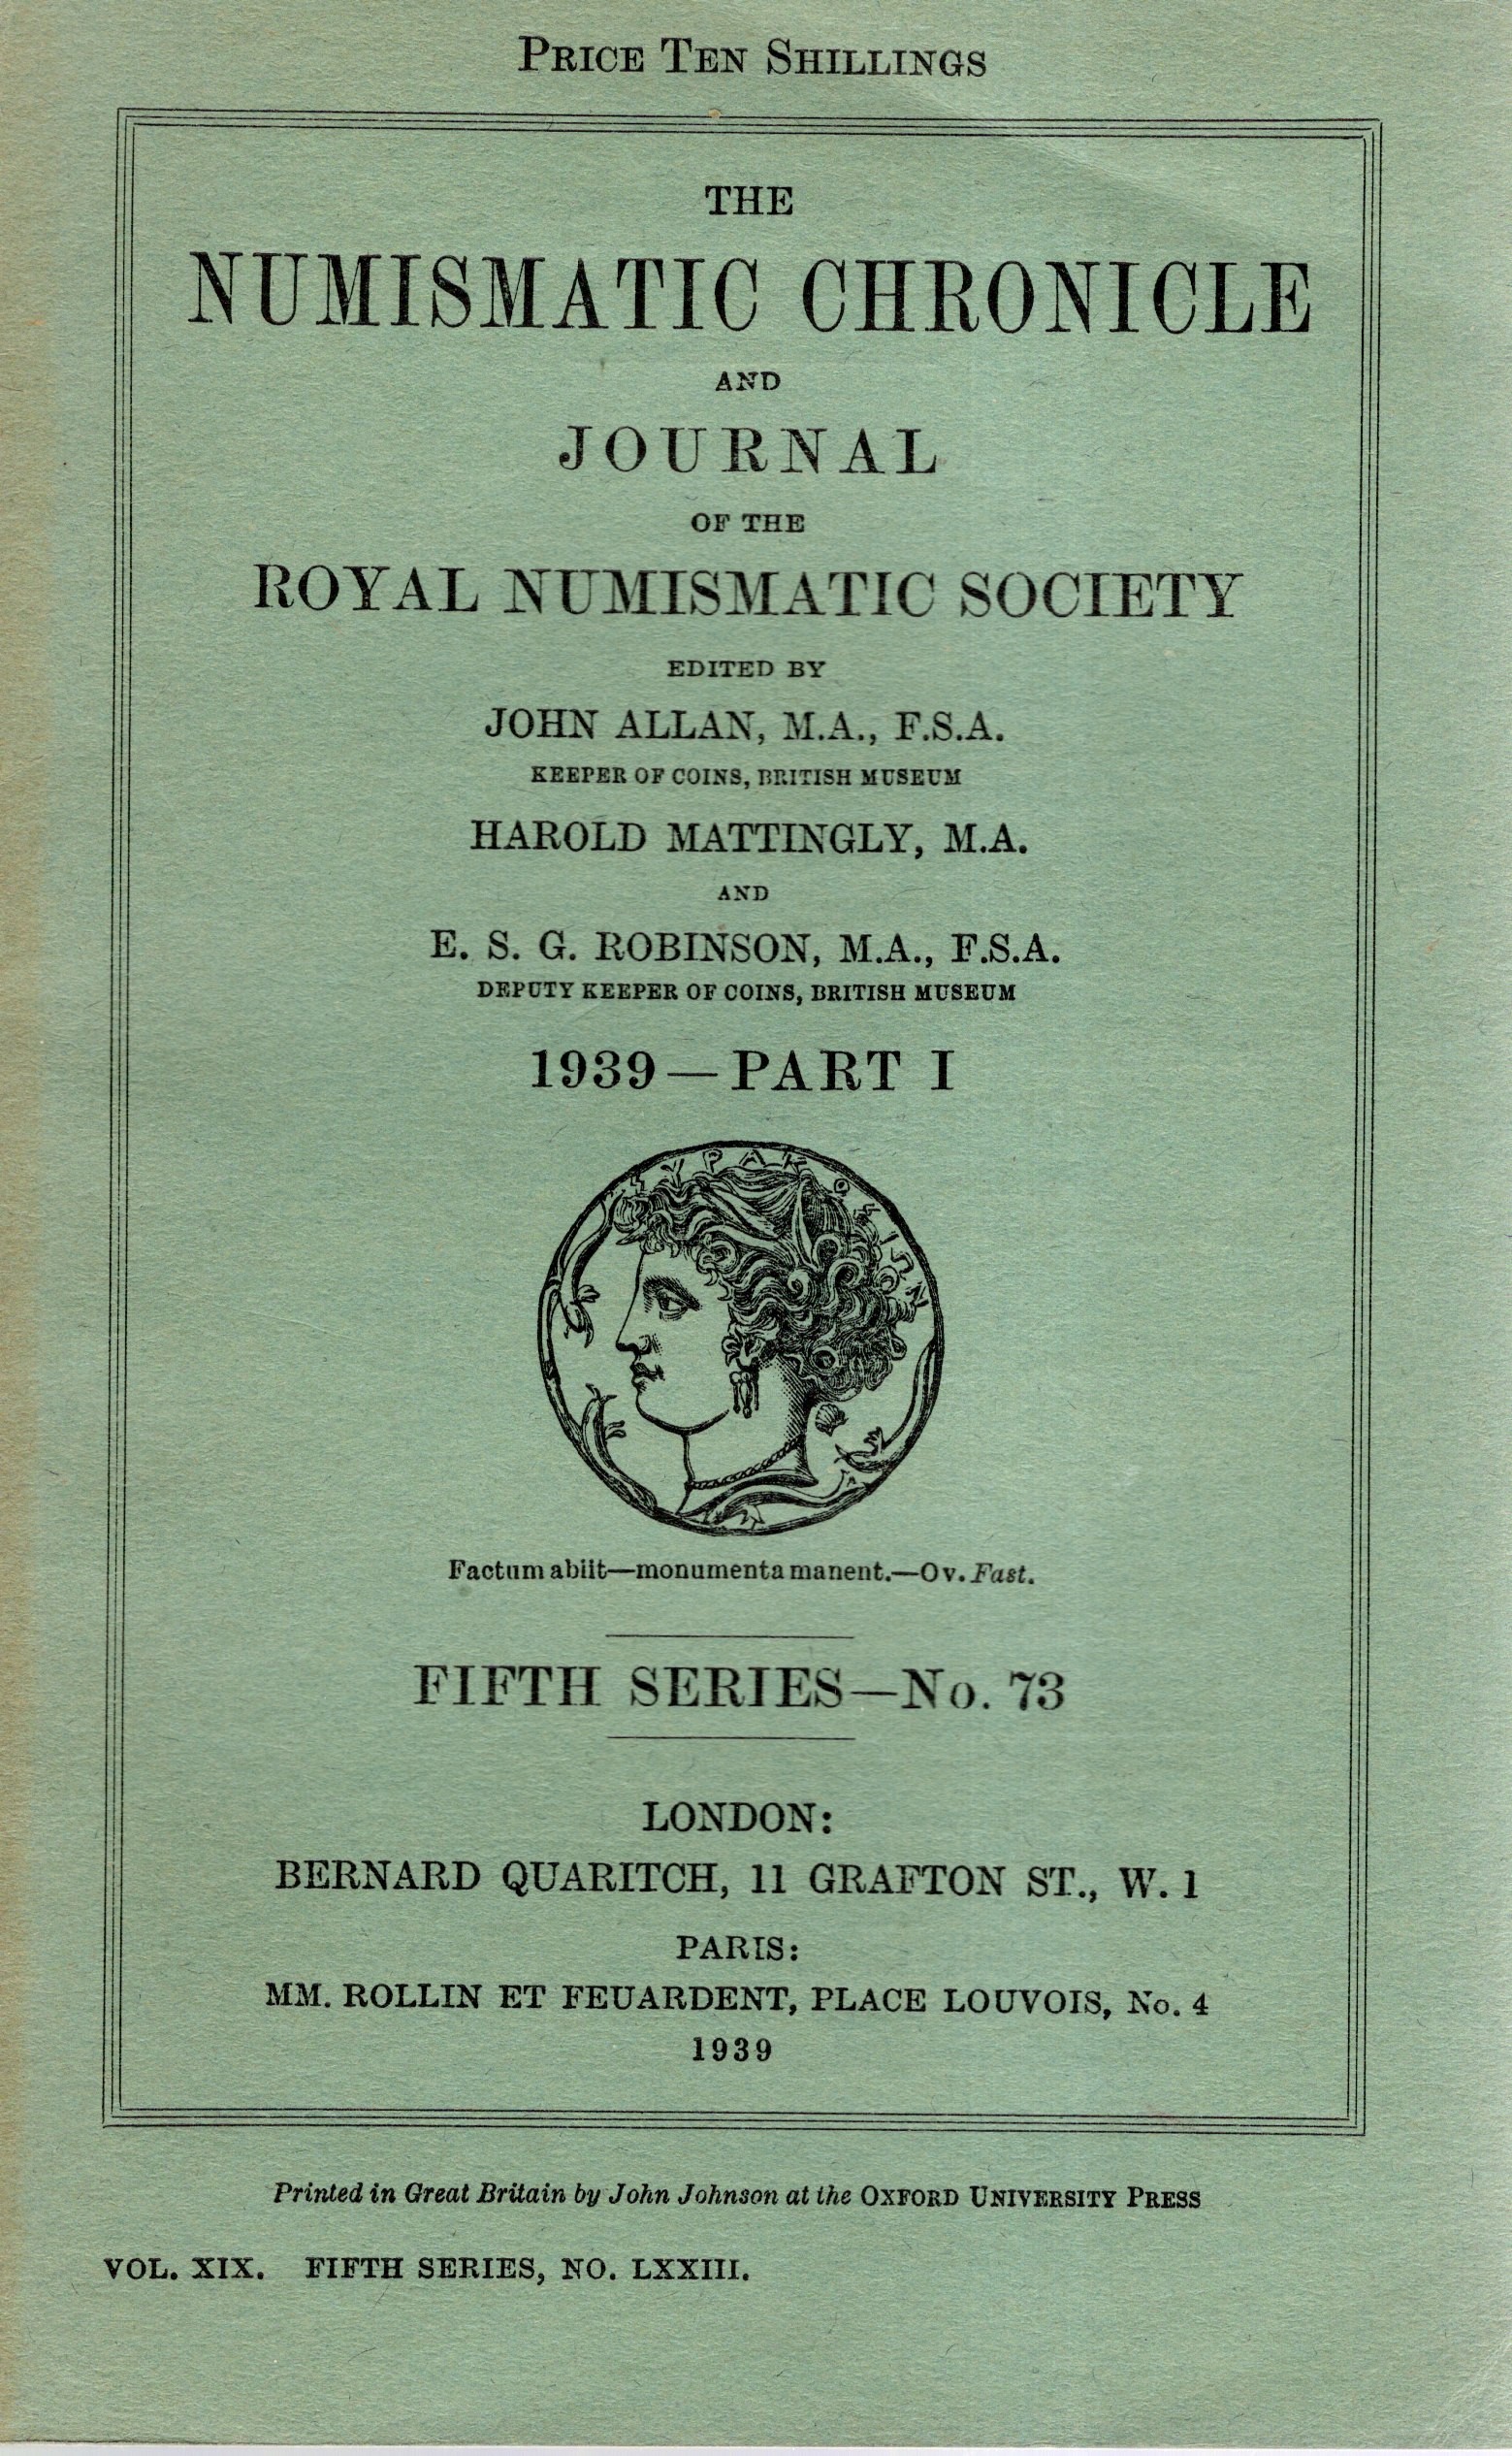 PRICE TEN SHILLINGS
THE
NUMISMATIC CHRONICLE
AND
JOURNAL
OF THE
ROYAL NUMISMATIC SOCIETY
EDITED BY
JOHN ALLAN, M.A., F.S.A.
KEEPER OF COINS, BRITISH MUSEUM
HAROLD MATTINGLY, M.A.
AND
E. S. G. ROBINSON, M.A., F.S.A.
DEPUTY KEEPER OF COINS, BRITISH MUSEUM
1939—PART I
ΣΥΡΑΚΟΣΙΩΝ
Factum abiit—monumenta manent.—Ov. Fast.
FIFTH SERIES—No. 73
LONDON:
BERNARD QUARITCH, 11 GRAFTON ST., W. 1
PARIS:
MM. ROLLIN ET FEUARDENT, PLACE LOUVOIS, No. 4
1939
Printed in Great Britain by John Johnson at the OXFORD UNIVERSITY PRESS
VOL. XIX. FIFTH SERIES, NO. LXXIII.